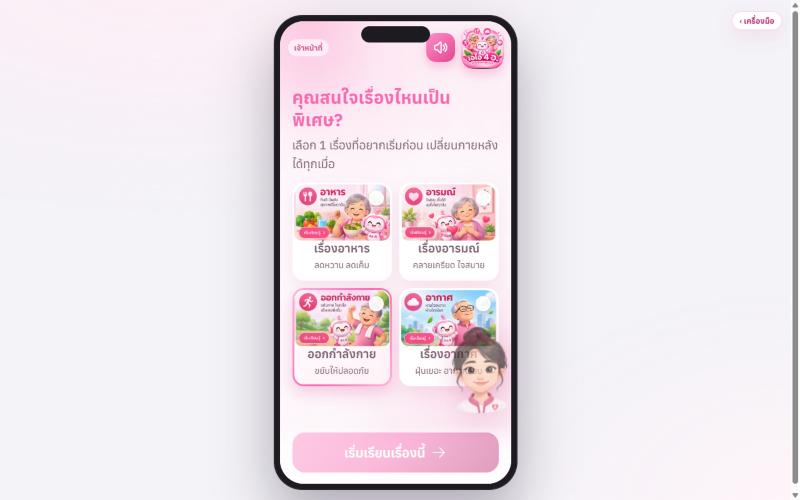 ‹ เครื่องมือ
เจ้าหน้าที่
เอไอ 4 อ.
คุณสนใจเรื่องไหนเป็น
พิเศษ?
เลือก 1 เรื่องที่อยากเริ่มก่อน เปลี่ยนภายหลัง
ได้ทุกเมื่อ
อาหาร
เรื่องอาหาร
ลดหวาน ลดเค็ม
อารมณ์
เรื่องอารมณ์
คลายเครียด ใจสบาย
ออกกำลังกาย
ออกกำลังกาย
ขยับให้ปลอดภัย
อากาศ
เรื่องอากาศ
ฝุ่นเยอะ
เริ่มเรียนเรื่องนี้ →